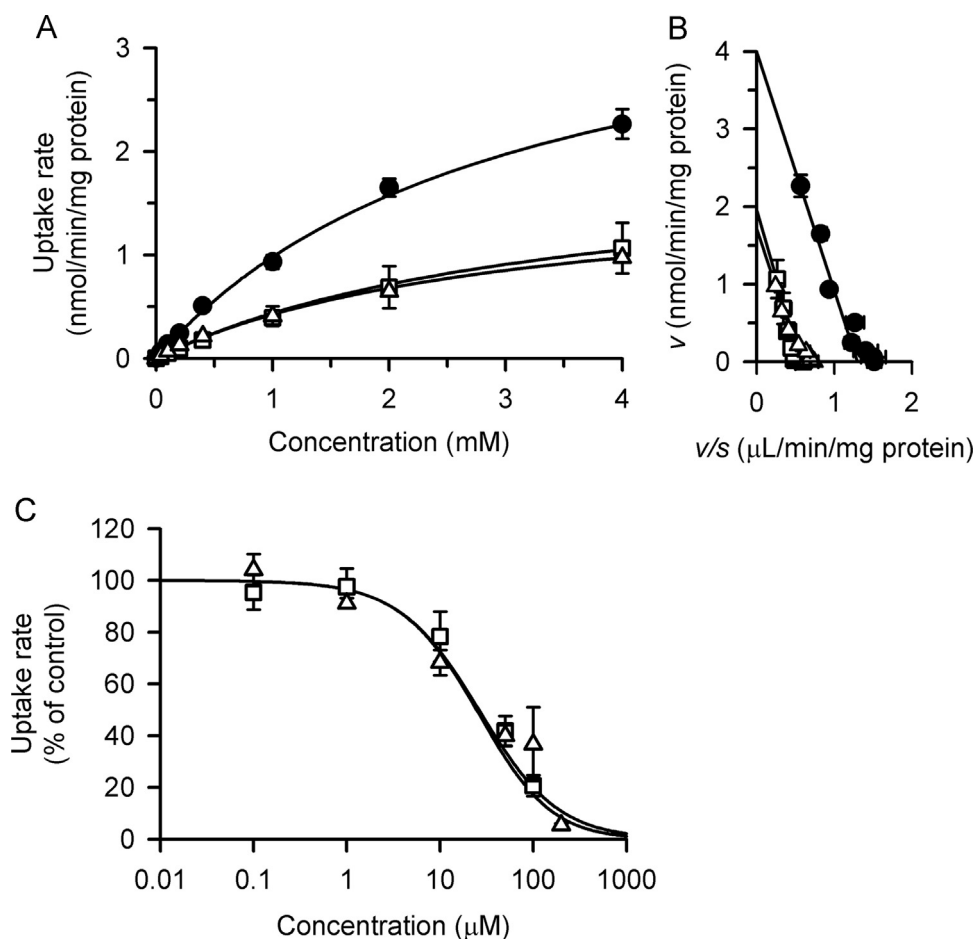 A
Uptake rate
(nmol/min/mg protein)
3
2
1
0
0 1 2 3 4
Concentration (mM)
B
v (nmol/min/mg protein)
4
3
2
1
0
0 1 2
v/s (μL/min/mg protein)
C
Uptake rate
(% of control)
120
100
80
60
40
20
0
0.01 0.1 1 10 100 1000
Concentration (μM)